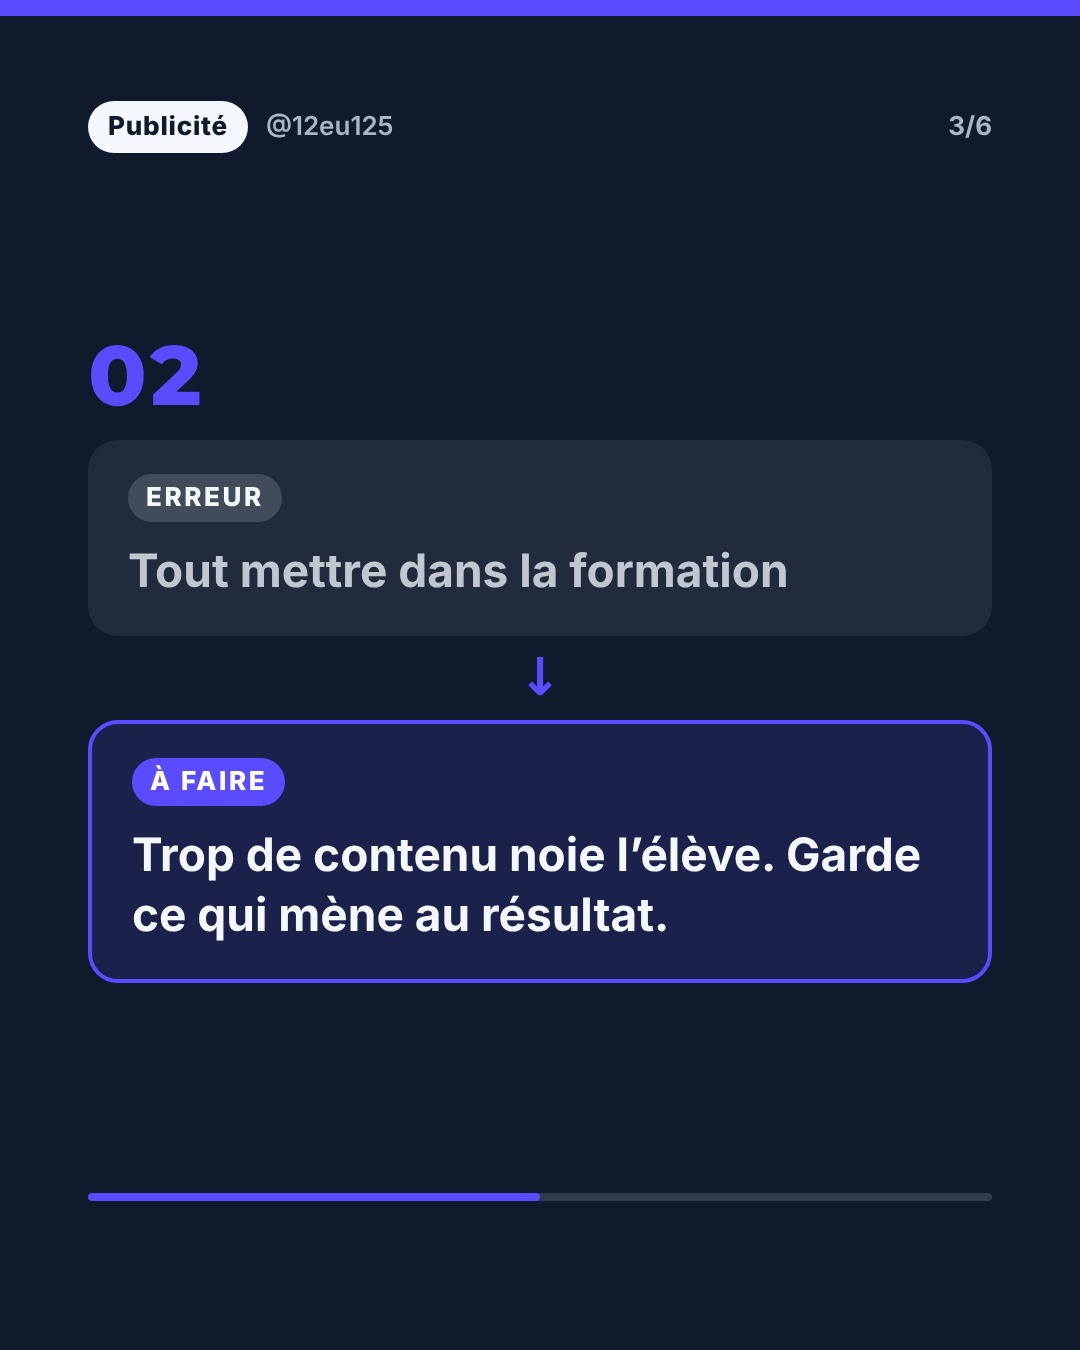 Publicité @12eu125 3/6
02
ERREUR
Tout mettre dans la formation
↓
À FAIRE
Trop de contenu noie l’élève. Garde
ce qui mène au résultat.